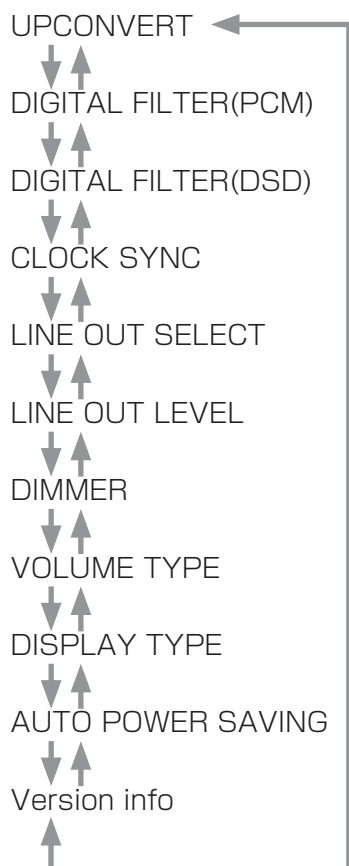 UPCONVERT
DIGITAL FILTER(PCM)
DIGITAL FILTER(DSD)
CLOCK SYNC
LINE OUT SELECT
LINE OUT LEVEL
DIMMER
VOLUME TYPE
DISPLAY TYPE
AUTO POWER SAVING
Version info